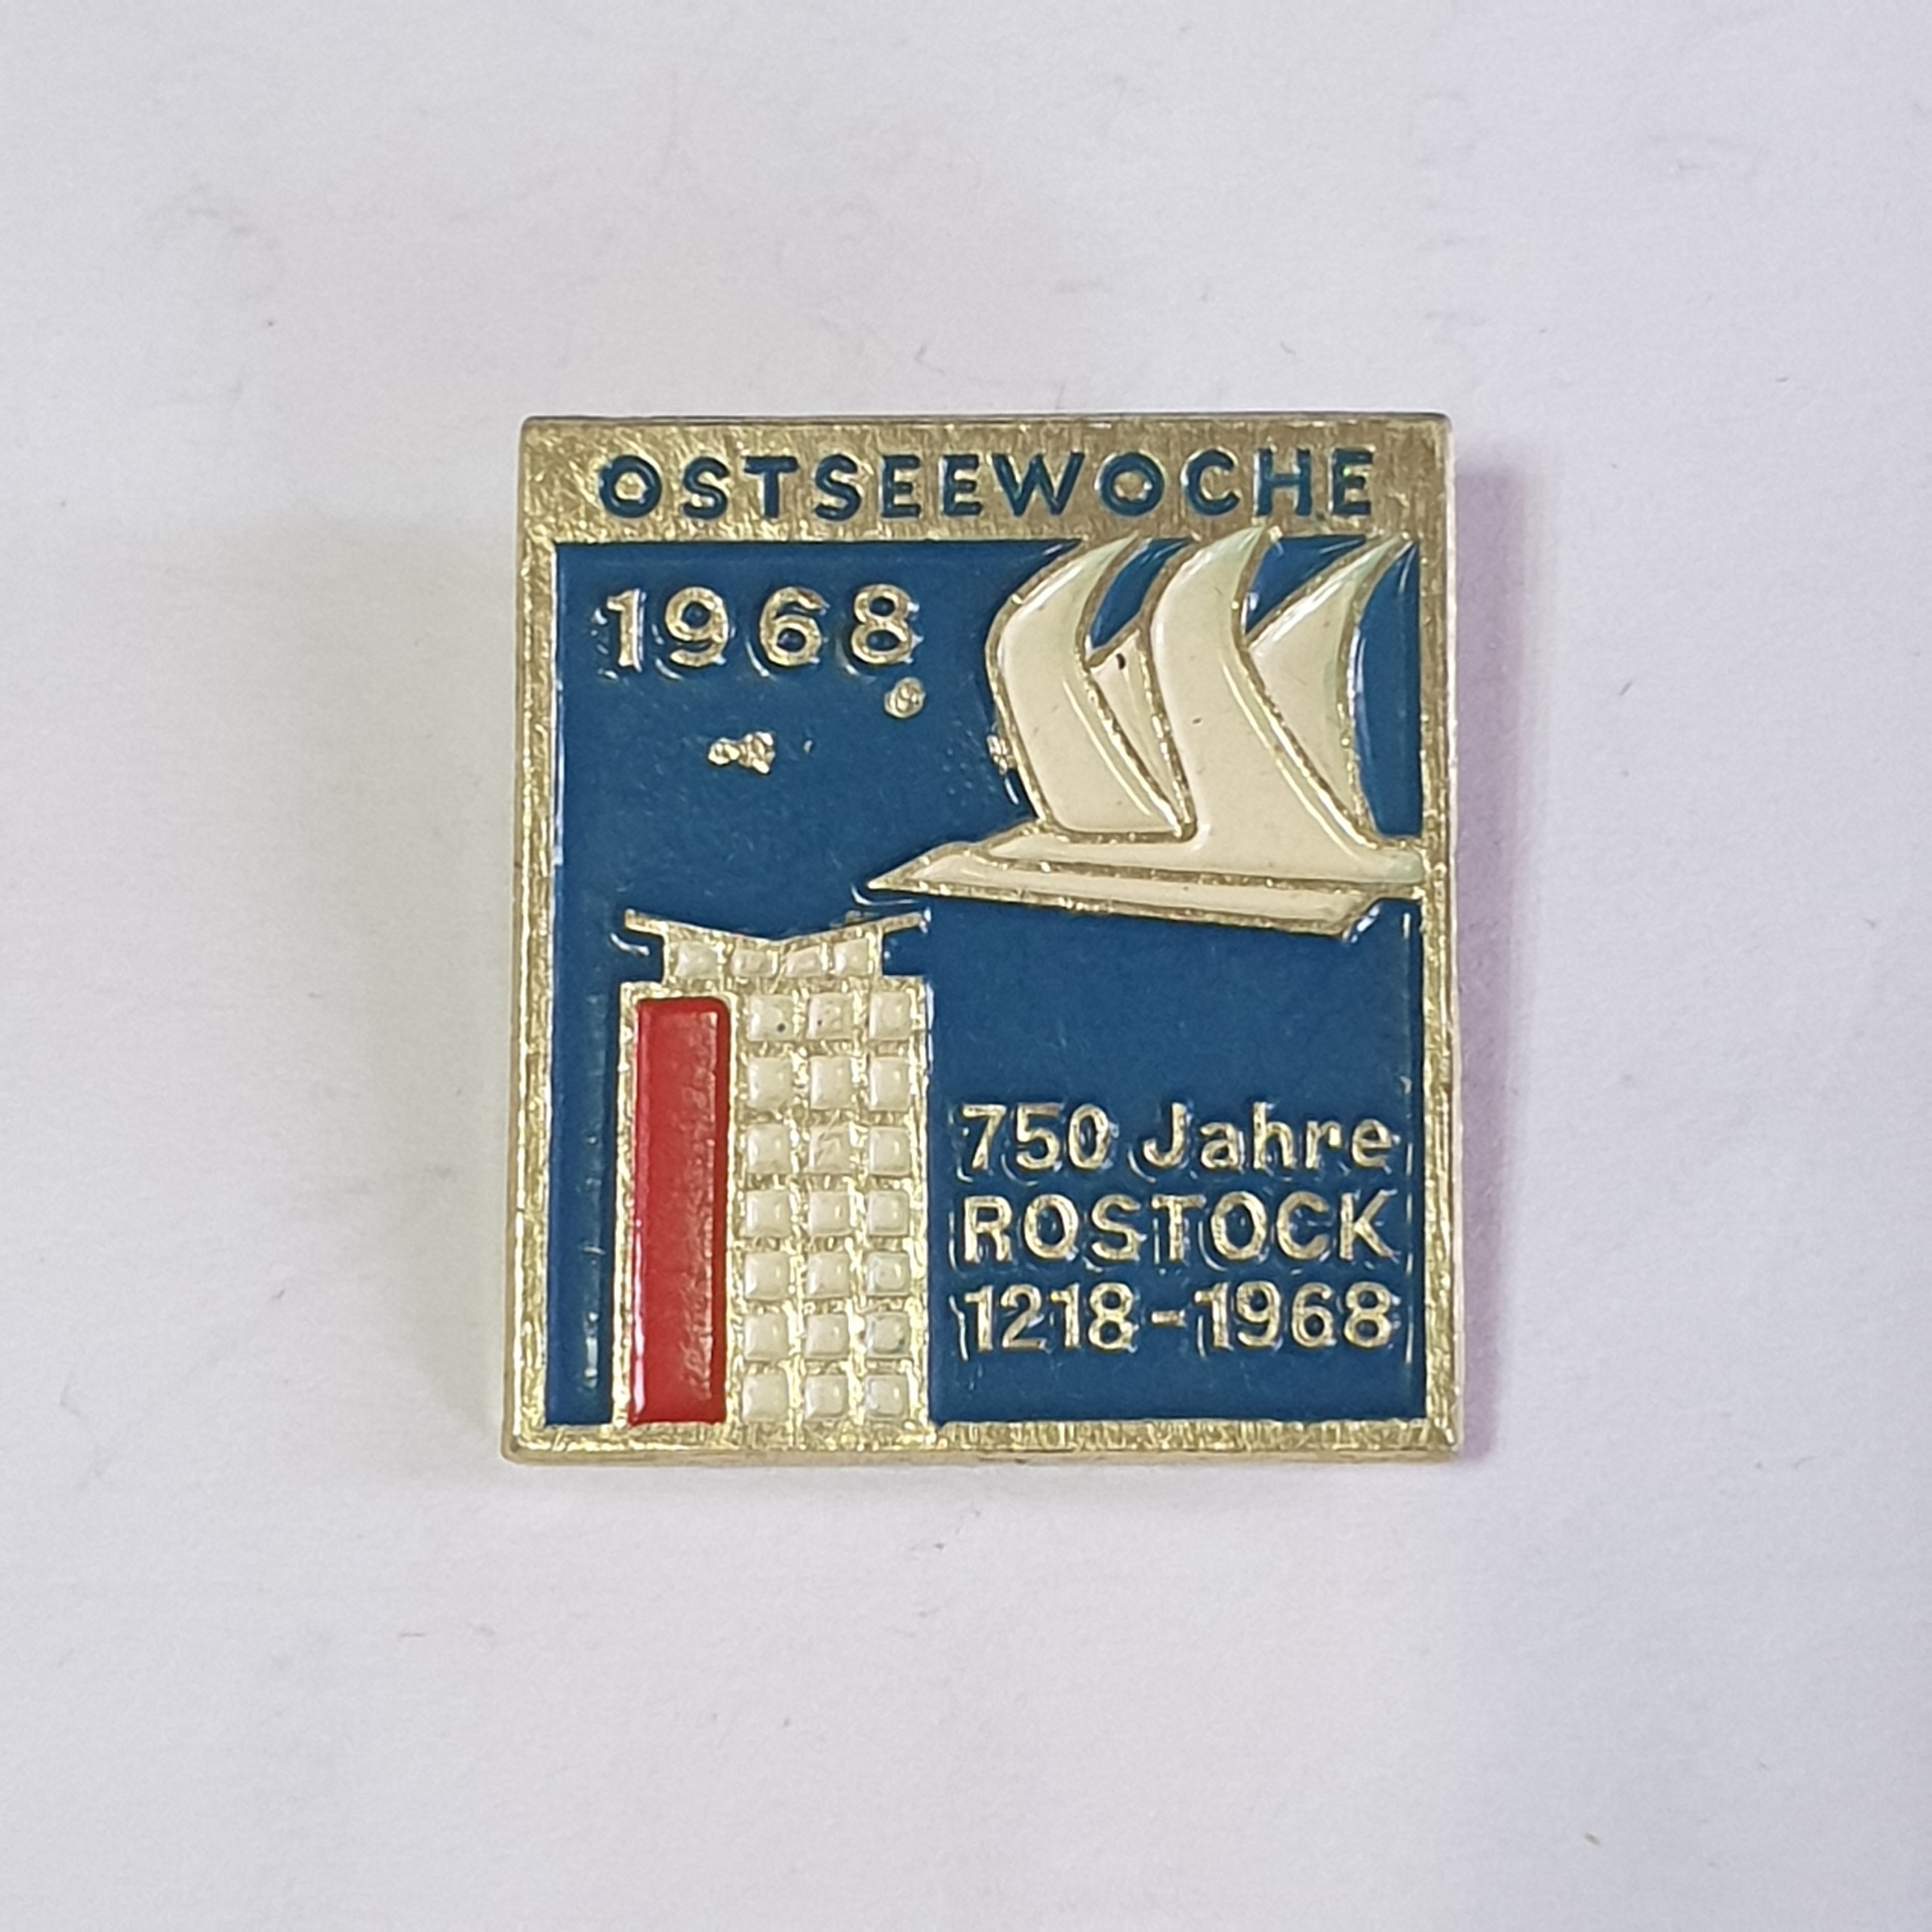 OSTSEEWOCHE
1968
750 Jahre
ROSTOCK
1218-1968